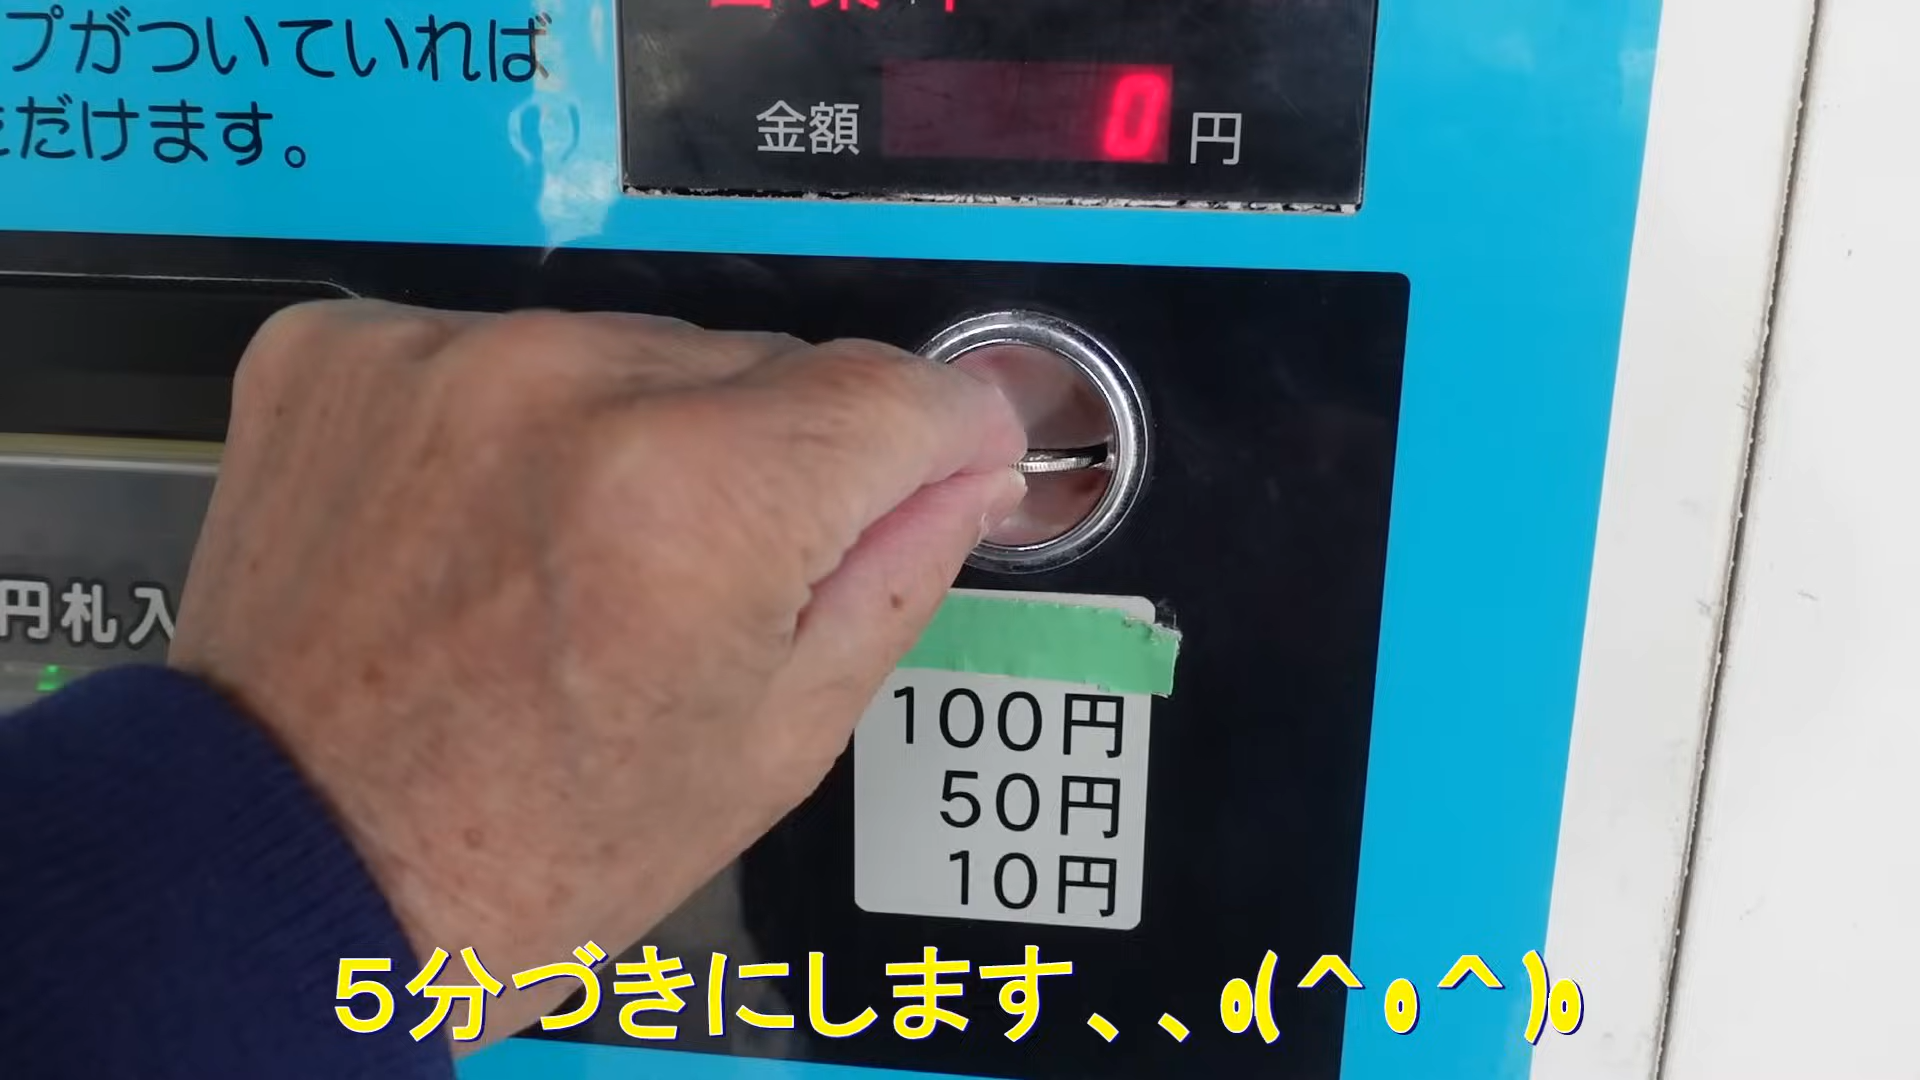 プがついていれば
ただけます。
金額 0 円
円札入
100円
50円
10円
５分づきにします、、o(^o^)o